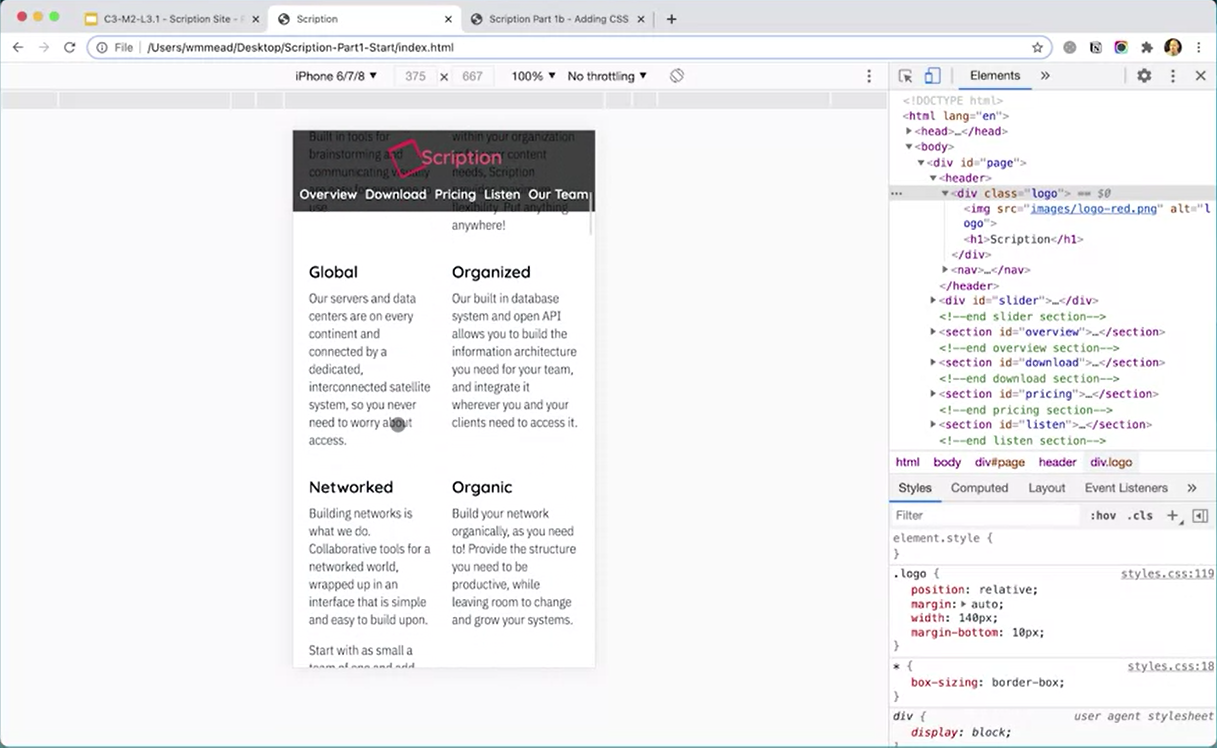 C3-M2-L3.1 - Scription Site - F
Scription
Scription Part 1b - Adding CSS
File
/Users/wmmead/Desktop/Scription-Part1-Start/index.html
iPhone 6/7/8 ▼ 375 × 667 100% ▼ No throttling ▼
Elements »
Built in tools for
brainstorming and
communicating visually
use
within your organization
content
needs, Scription
flexibility. Put anything
anywhere!
Scription
Overview Download Pricing Listen Our Team
Global
Our servers and data
centers are on every
continent and
connected by a
dedicated,
interconnected satellite
system, so you never
need to worry about
access.
Organized
Our built in database
system and open API
allows you to build the
information architecture
you need for your team,
and integrate it
wherever you and your
clients need to access it.
Networked
Building networks is
what we do.
Collaborative tools for a
networked world,
wrapped up in an
interface that is simple
and easy to build upon.
Start with as small a
team of one and add
Organic
Build your network
organically, as you need
to! Provide the structure
you need to be
productive, while
leaving room to change
and grow your systems.
<!DOCTYPE html>
<html lang="en">
▶<head>…</head>
▼<body>
▼<div id="page">
▼<header>
… ▼<div class="logo"> == $0
<img src="images/logo-red.png" alt="l
ogo">
<h1>Scription</h1>
</div>
▶<nav>…</nav>
</header>
▶<div id="slider">…</div>
<!--end slider section-->
▶<section id="overview">…</section>
<!--end overview section-->
▶<section id="download">…</section>
<!--end download section-->
▶<section id="pricing">…</section>
<!--end pricing section-->
▶<section id="listen">…</section>
<!--end listen section-->
html body div#page header div.logo
Styles Computed Layout Event Listeners »
Filter :hov .cls +
element.style {
}
.logo { styles.css:119
position: relative;
margin: ▶ auto;
width: 140px;
margin-bottom: 10px;
}
* { styles.css:18
box-sizing: border-box;
}
div { user agent stylesheet
display: block;